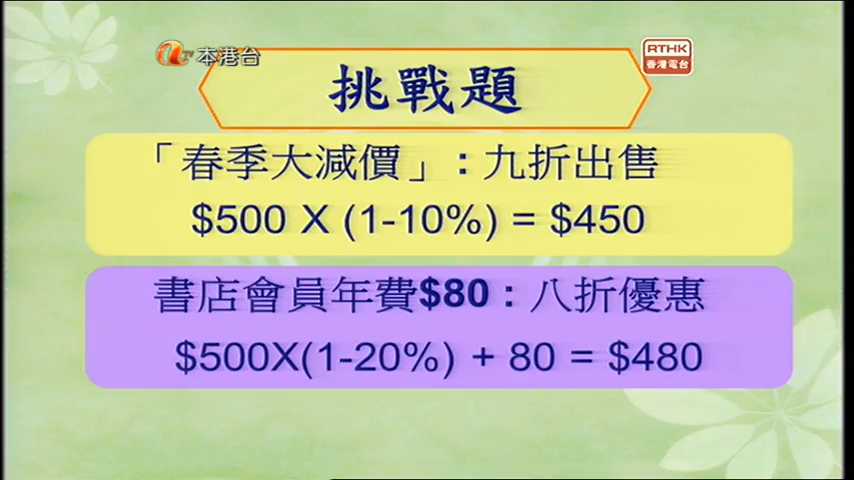 aTV 本港台
RTHK
香港電台
挑戰題
「春季大減價」：九折出售
$500 X (1-10%) = $450
書店會員年費$80：八折優惠
$500X(1-20%) + 80 = $480